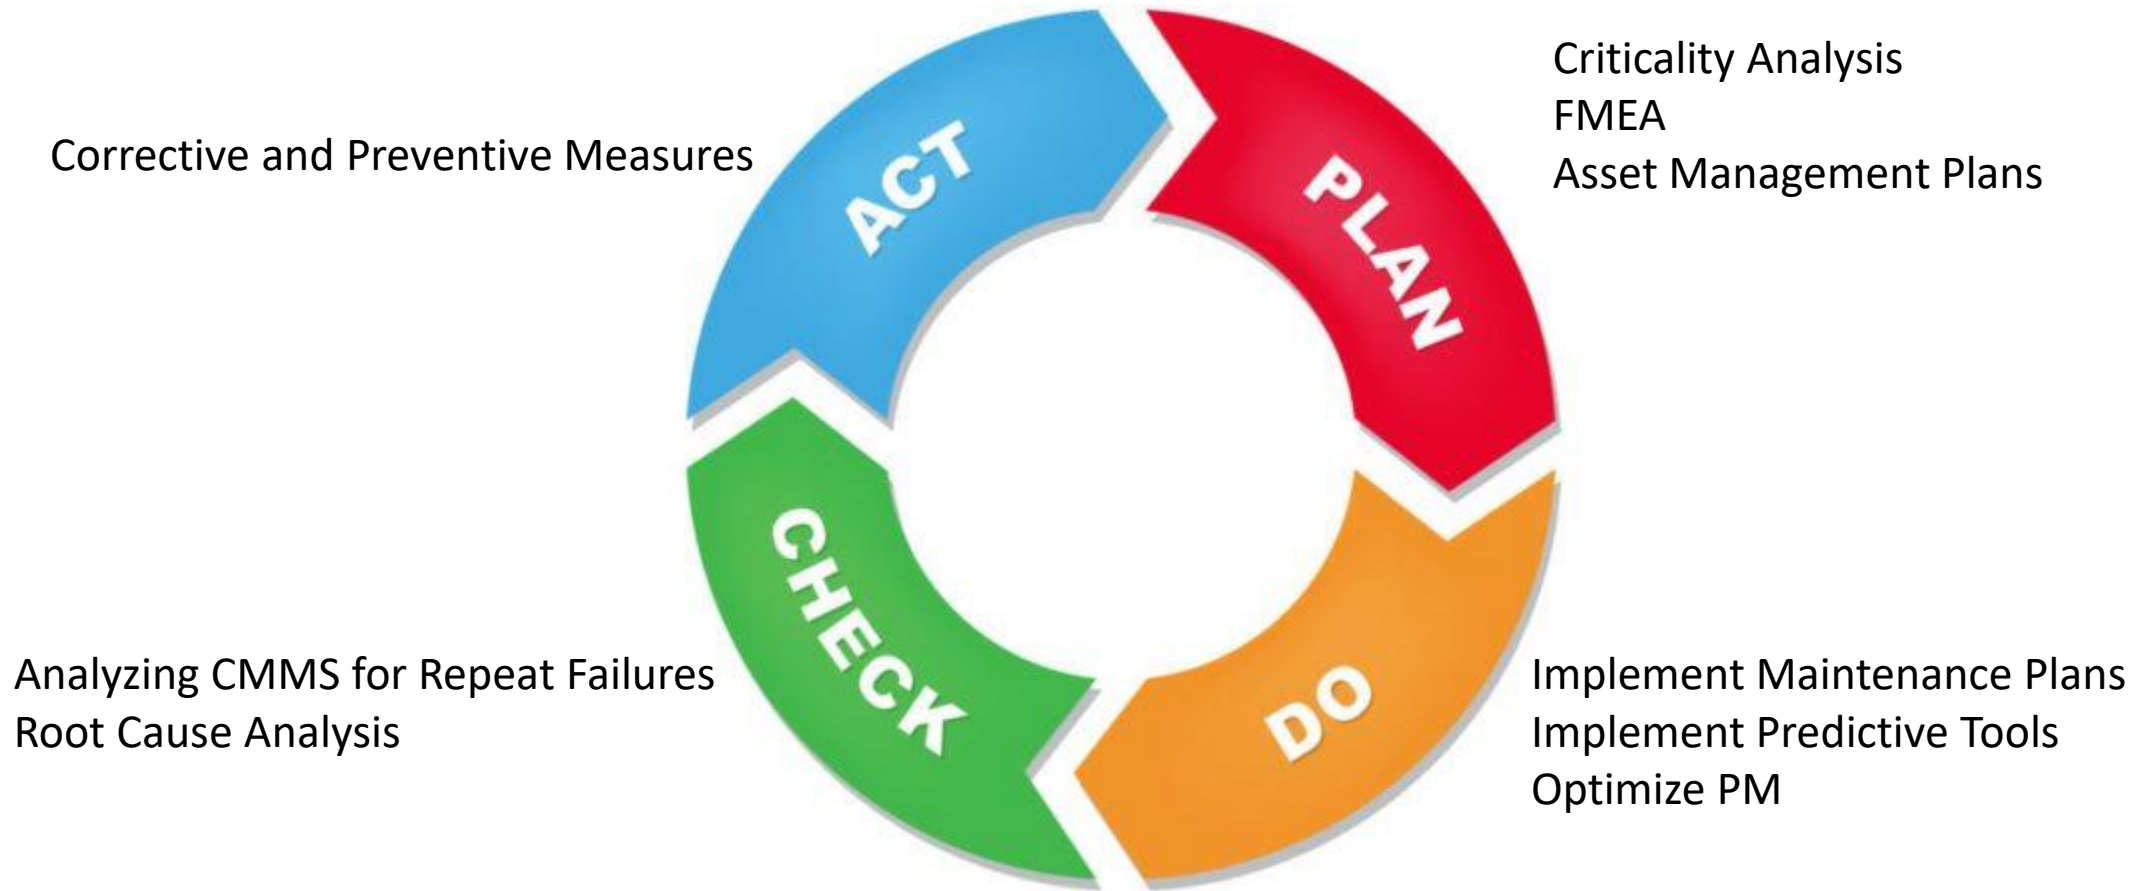 ACT
Corrective and Preventive Measures
PLAN
Criticality Analysis
FMEA
Asset Management Plans
CHECK
Analyzing CMMS for Repeat Failures
Root Cause Analysis
DO
Implement Maintenance Plans
Implement Predictive Tools
Optimize PM